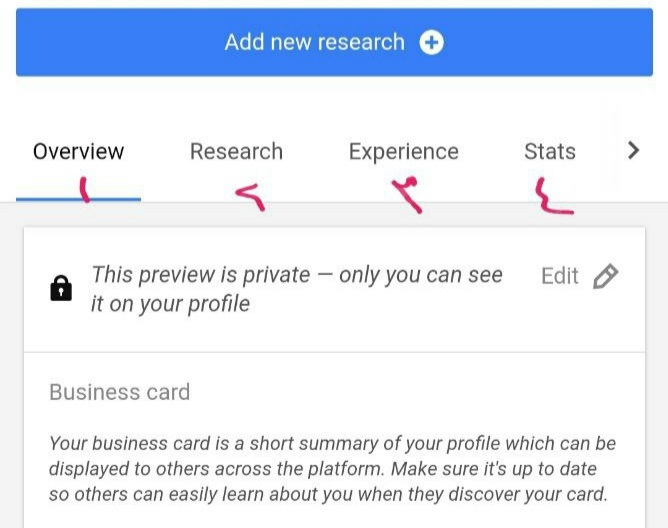 Add new research
Overview Research Experience Stats
١ ٢ ٣ ٤
This preview is private — only you can see
it on your profile
Edit
Business card
Your business card is a short summary of your profile which can be
displayed to others across the platform. Make sure it's up to date
so others can easily learn about you when they discover your card.